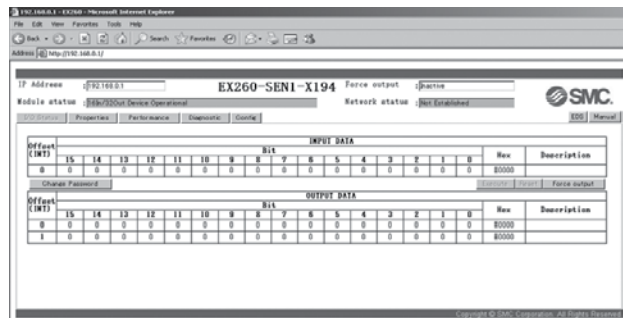 192.168.0.1 - EX260 - Microsoft Internet Explorer
File Edit View Favorites Tools Help
Back Search Favorites
Address http://192.168.0.1/
IP Address :192.168.0.1 EX260-SEN1-X194 Force output :Inactive
Module status :16In/32Out Device Operational Network status :Not Established
SMC.
I/O Status Properties Performance Diagnostic Config EDS Manual
INPUT DATA
Offset (INT) Bit Hex Description
15 14 13 12 11 10 9 8 7 6 5 4 3 2 1 0
0 0 0 0 0 0 0 0 0 0 0 0 0 0 0 0 0 $0000
Change Password Execute Reset Force output
OUTPUT DATA
Offset (INT) Bit Hex Description
15 14 13 12 11 10 9 8 7 6 5 4 3 2 1 0
0 0 0 0 0 0 0 0 0 0 0 0 0 0 0 0 0 $0000
1 0 0 0 0 0 0 0 0 0 0 0 0 0 0 0 0 $0000
Copyright © SMC Corporation. All Rights Reserved